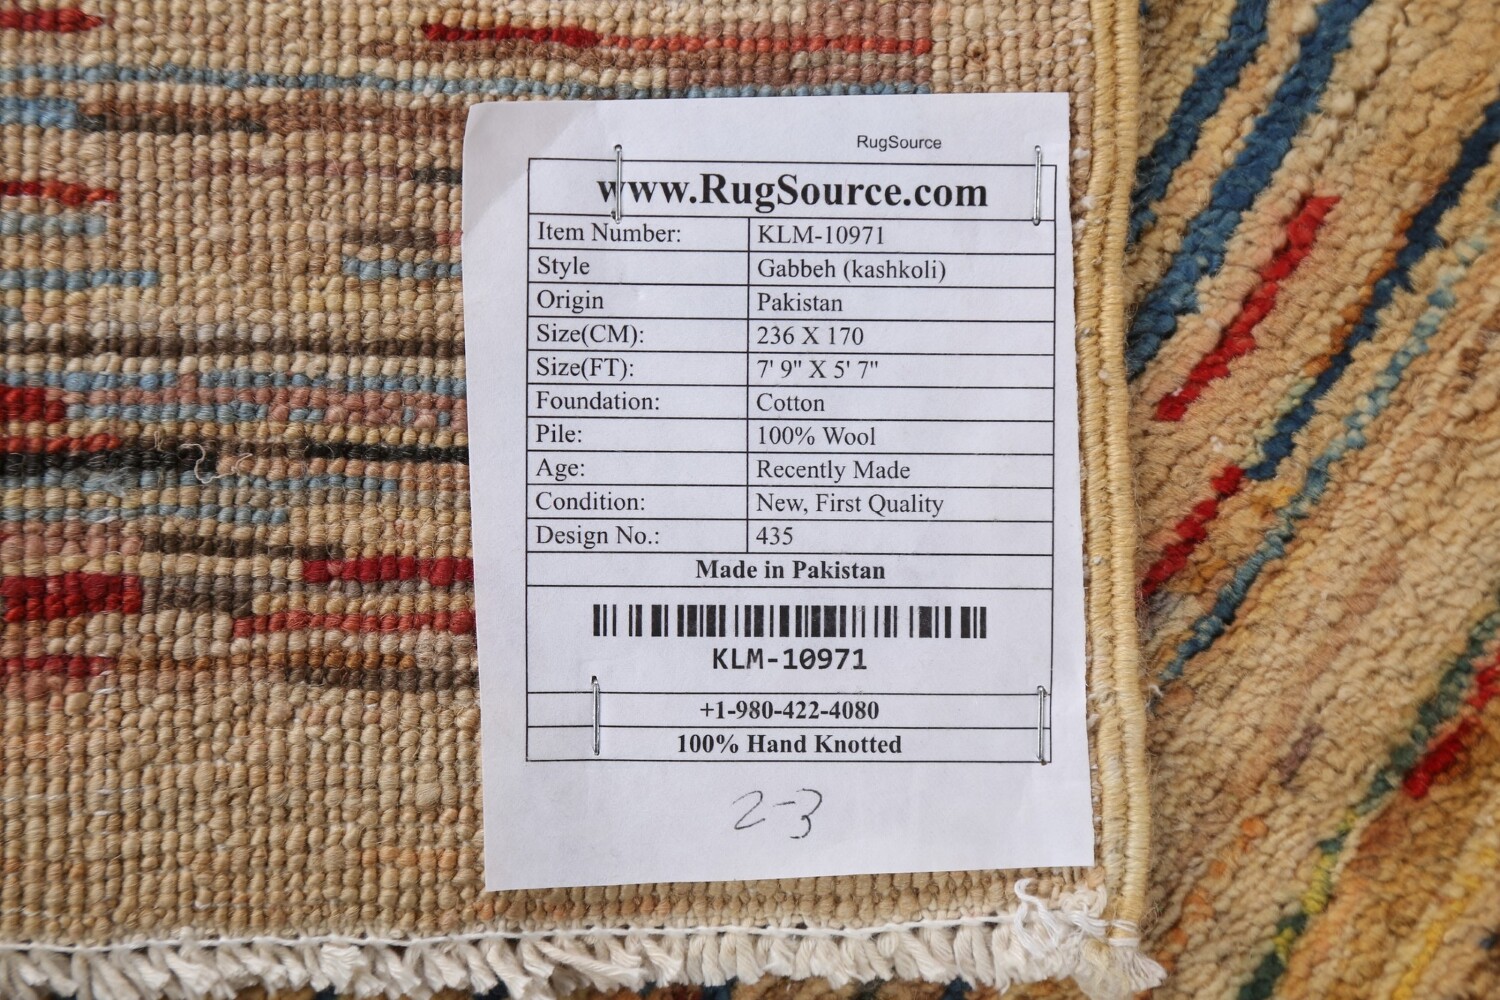 RugSource
www.RugSource.com
Item Number: KLM-10971
Style Gabbeh (kashkoli)
Origin Pakistan
Size(CM): 236 X 170
Size(FT): 7' 9" X 5' 7"
Foundation: Cotton
Pile: 100% Wool
Age: Recently Made
Condition: New, First Quality
Design No.: 435
Made in Pakistan
KLM-10971
+1-980-422-4080
100% Hand Knotted
2-3